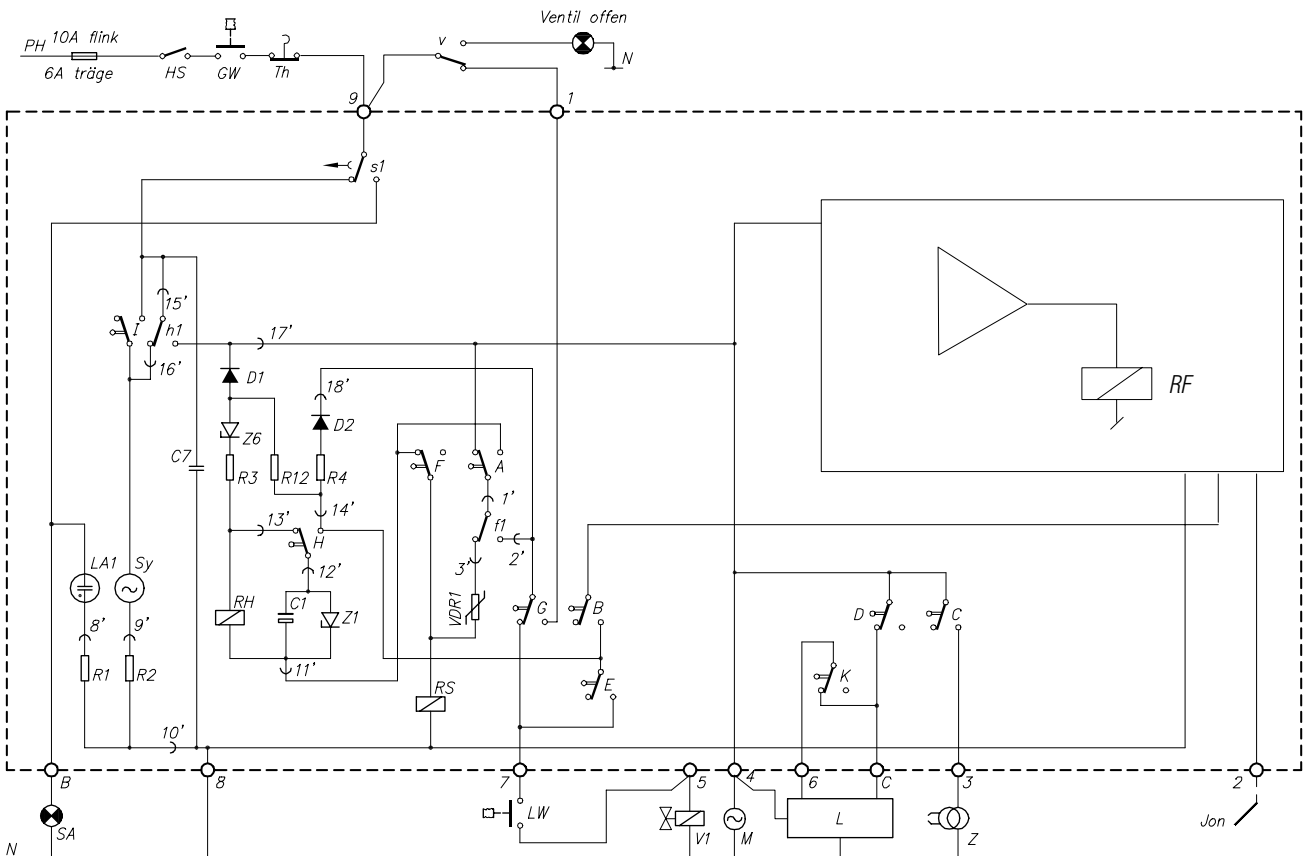 Ventil offen
PH 10A flink
v
N
6A träge HS GW Th
9 1
s1
15'
I h1
17'
16'
D1
18'
RF
D2
Z6
C7
R3 R12 R4
F A
1'
14'
13'
H
f1
2'
3'
12'
LA1 Sy
RH
C1
Z1
VDR1
G B
D C
8' 9'
11'
R1 R2
RS
E
K
10'
B 8 7 5 4 6 C 3 2
LW
SA
V1
M
L
Z
Jon
N